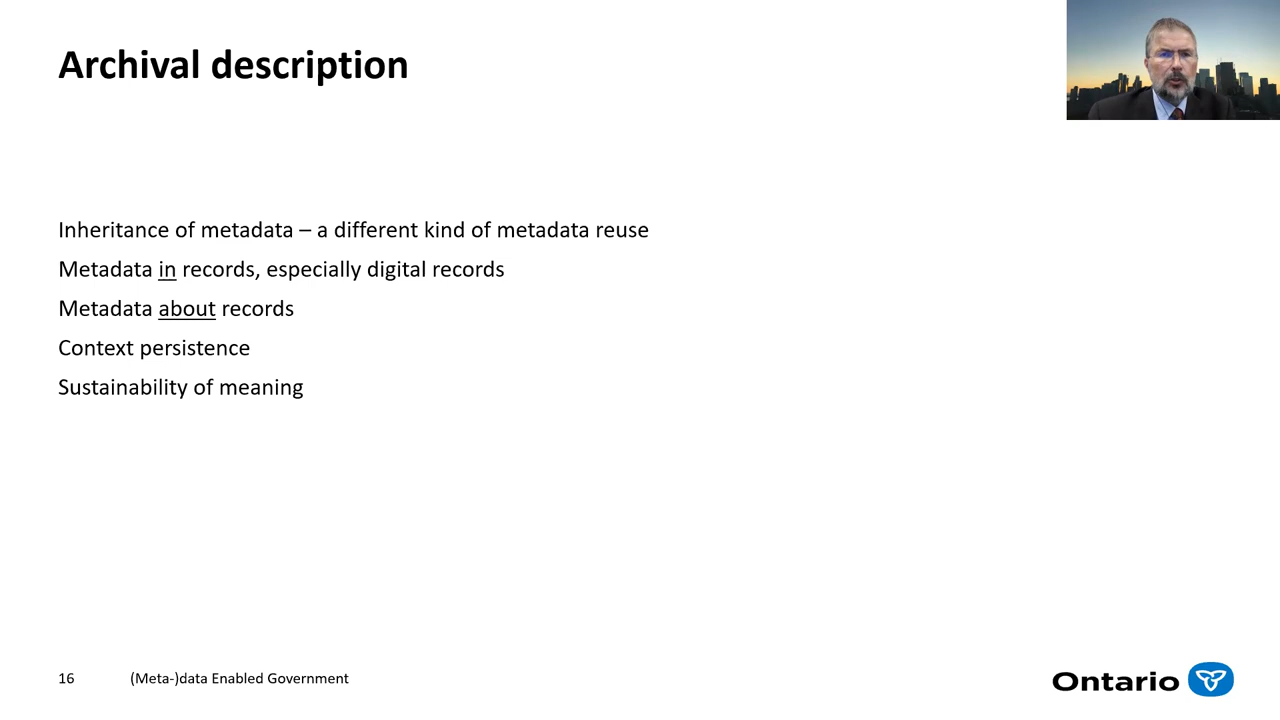 Archival description
Inheritance of metadata – a different kind of metadata reuse
Metadata in records, especially digital records
Metadata about records
Context persistence
Sustainability of meaning
16 (Meta-)data Enabled Government
Ontario